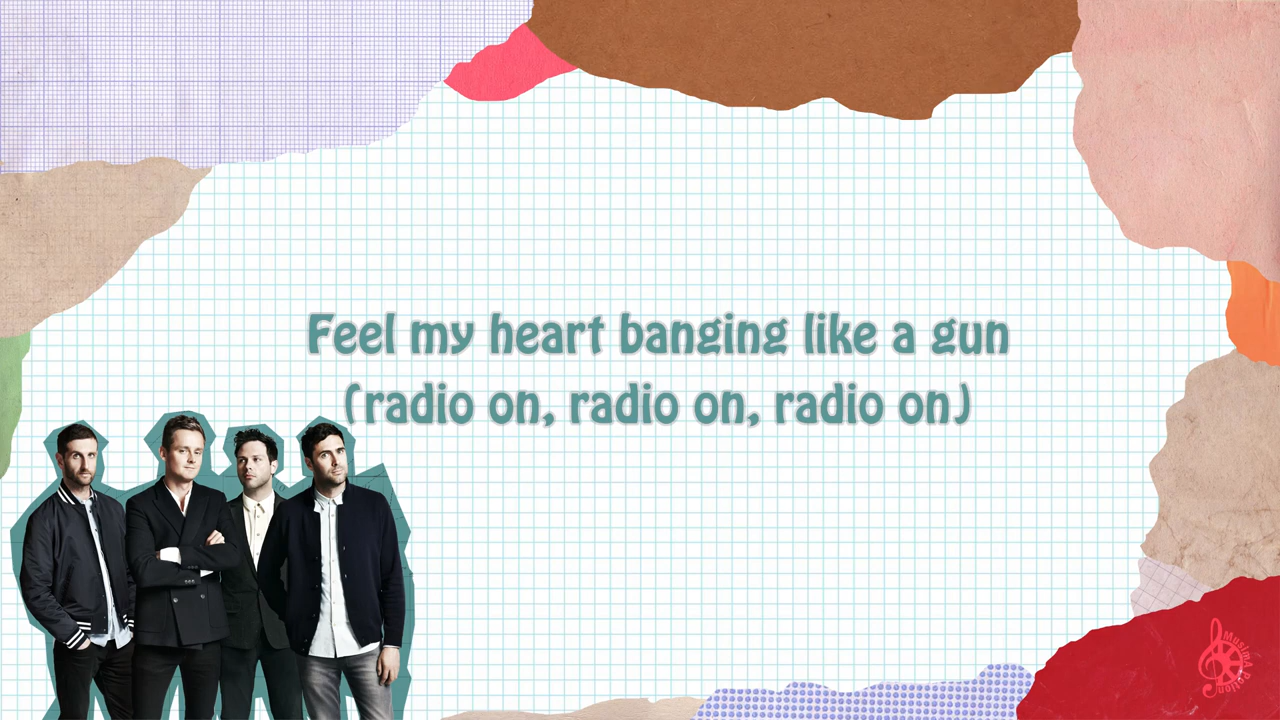 Feel my heart banging like a gun
(radio on, radio on, radio on)